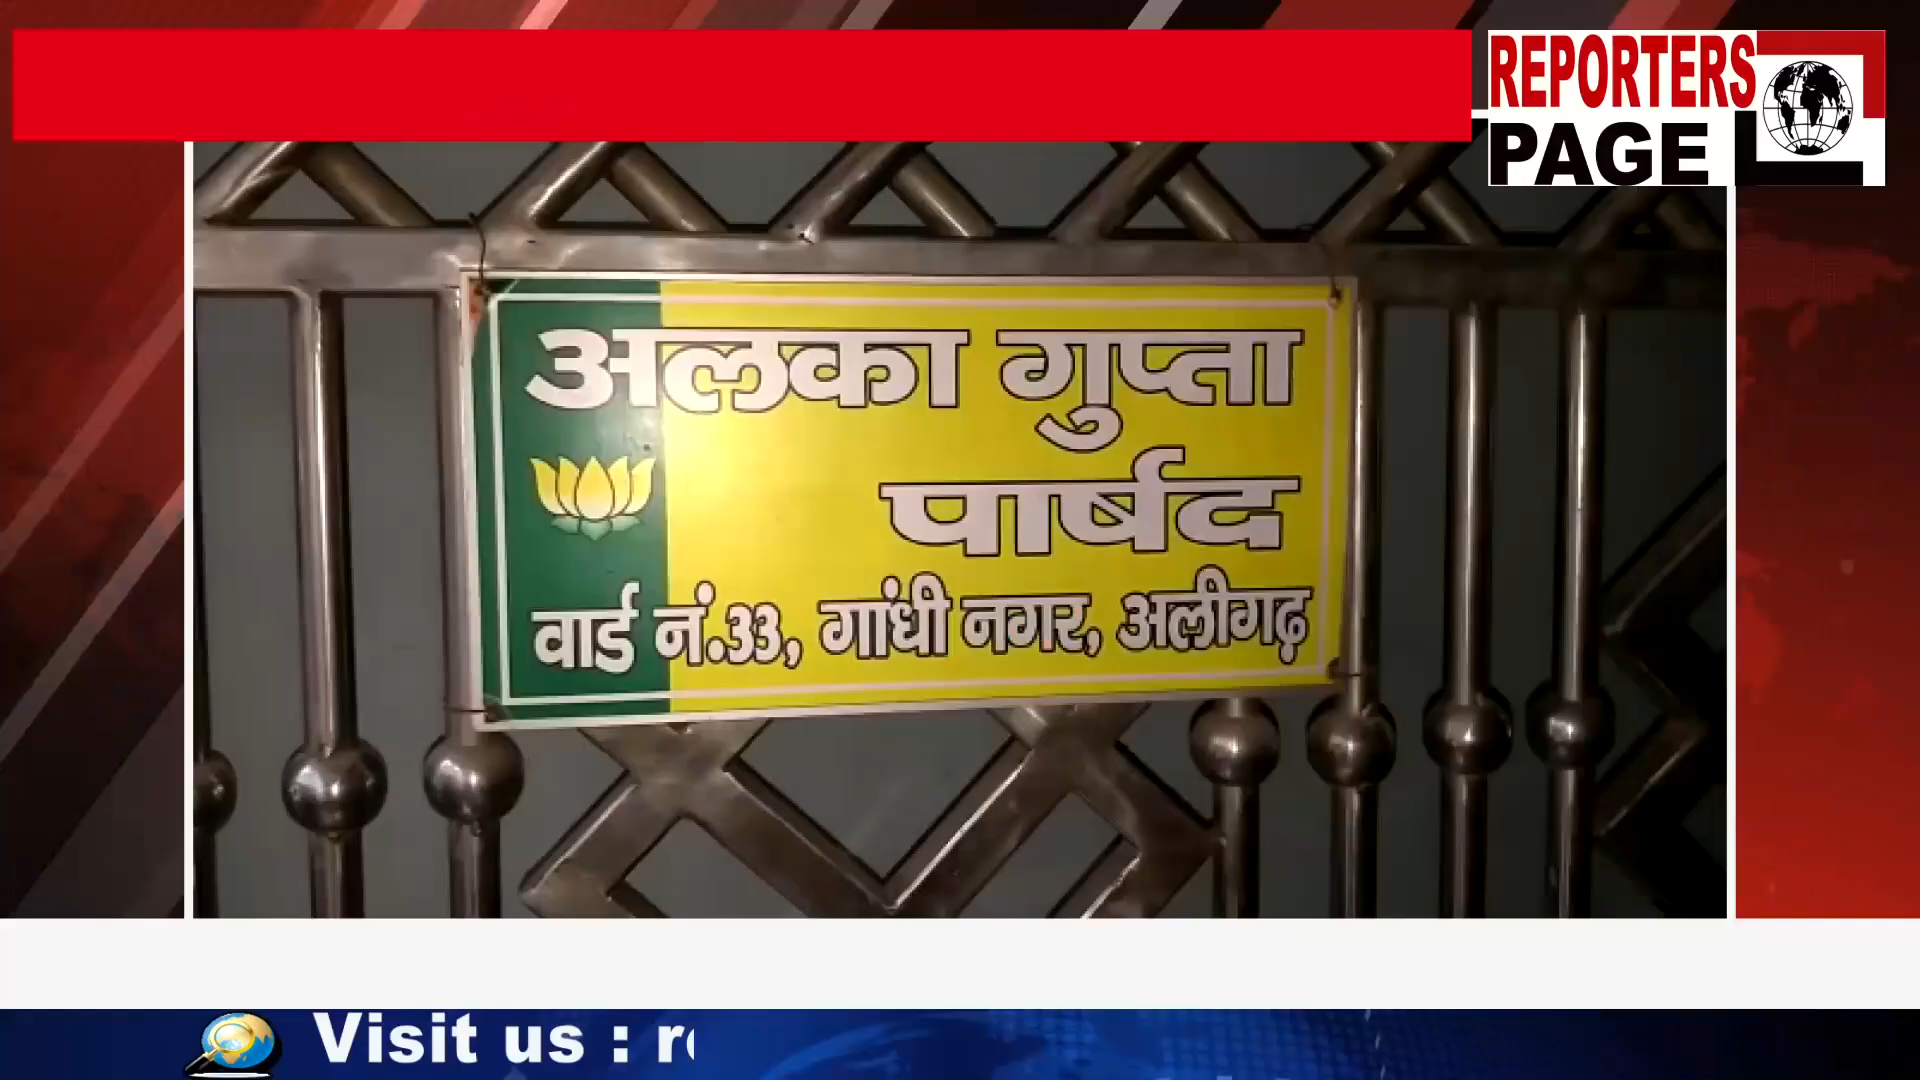 REPORTERS
PAGE
अलका गुप्ता
पार्षद
वार्ड नं.33, गांधी नगर, अलीगढ़
Visit us :